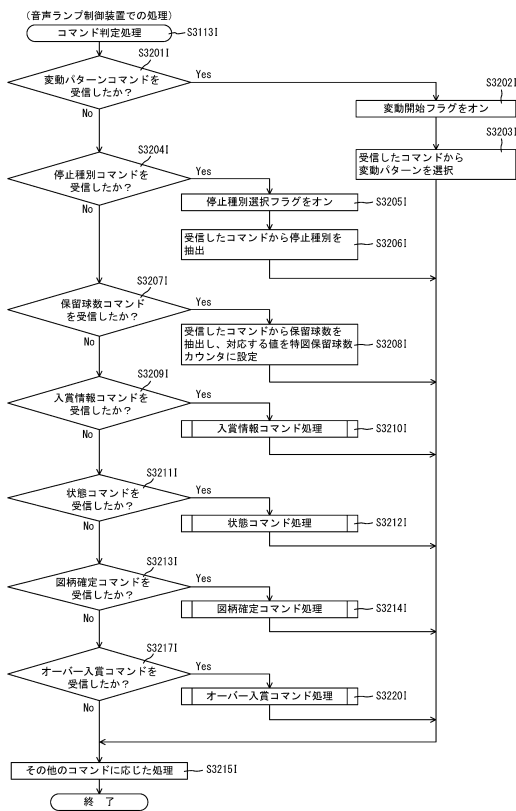 (音声ランプ制御装置での処理)
コマンド判定処理
S3113I
S3201I
変動パターンコマンドを
受信したか？
Yes
No
S3202I
変動開始フラグをオン
S3203I
受信したコマンドから
変動パターンを選択
S3204I
停止種別コマンドを
受信したか？
Yes
No
停止種別選択フラグをオン
S3205I
受信したコマンドから停止種別を
抽出
S3206I
S3207I
保留球数コマンド
を受信したか？
Yes
No
受信したコマンドから保留球数を
抽出し、対応する値を特図保留球数
カウンタに設定
S3208I
S3209I
入賞情報コマンドを
受信したか？
Yes
No
入賞情報コマンド処理
S3210I
S3211I
状態コマンドを
受信したか？
Yes
No
状態コマンド処理
S3212I
S3213I
図柄確定コマンドを
受信したか？
Yes
No
図柄確定コマンド処理
S3214I
S3217I
オーバー入賞コマンドを
受信したか？
Yes
No
オーバー入賞コマンド処理
S3220I
その他のコマンドに応じた処理
S3215I
終 了